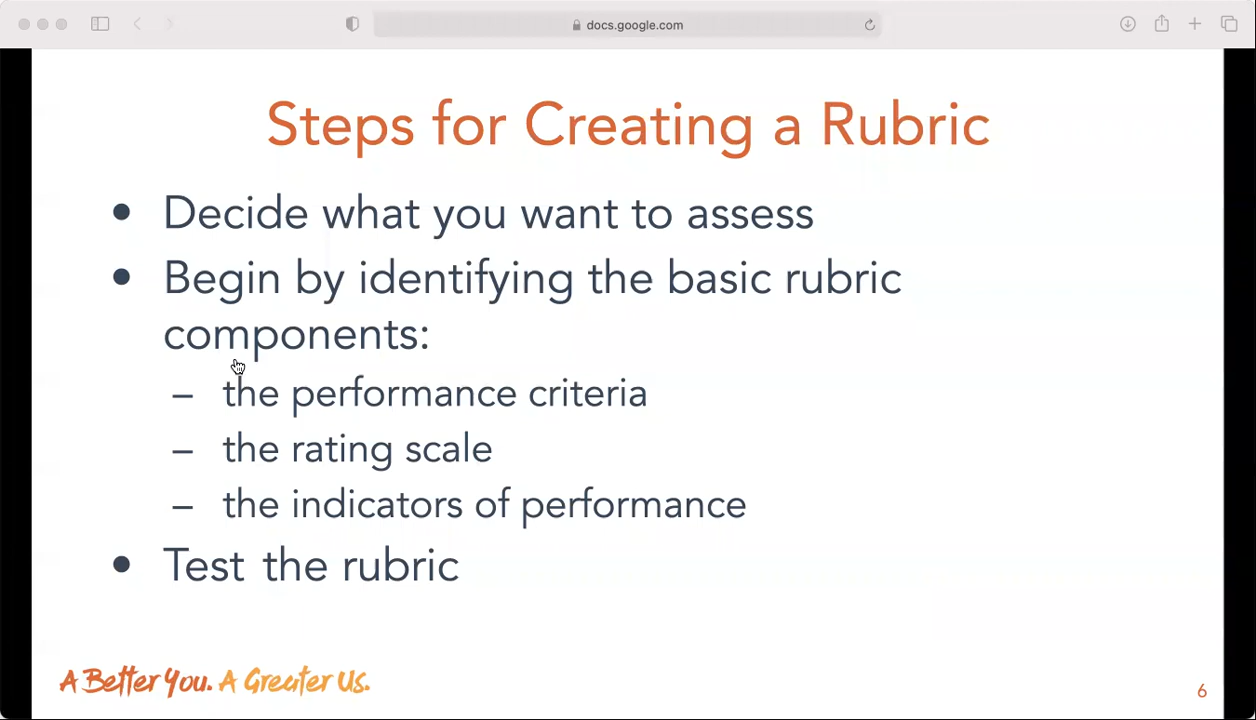 docs.google.com
Steps for Creating a Rubric
• Decide what you want to assess
• Begin by identifying the basic rubric
components:
– the performance criteria
– the rating scale
– the indicators of performance
• Test the rubric
A Better You. A Greater Us.
6